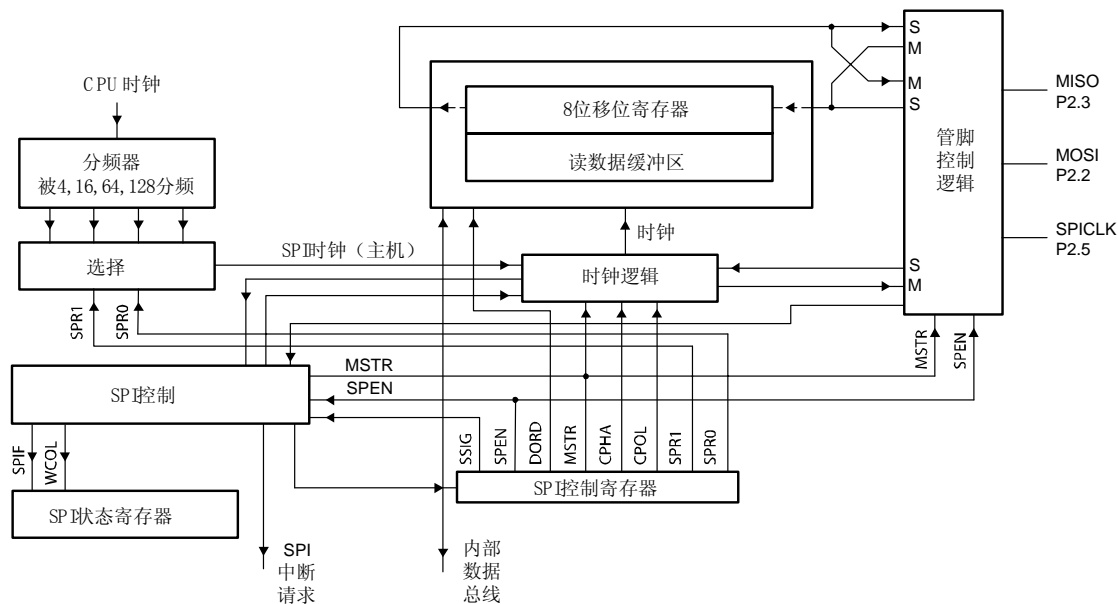 CPU 时钟
分频器
被4,16,64,128分频
选择
SPR1
SPR0
SPI时钟（主机）
8位移位寄存器
读数据缓冲区
时钟
时钟逻辑
S
M
M
S
S
M
管脚
控制
逻辑
MISO
P2.3
MOSI
P2.2
SPICLK
P2.5
MSTR
SPEN
MSTR
SPEN
SPI控制
SPIF
WCOL
SPI状态寄存器
SSIG
SPEN
DORD
MSTR
CPHA
CPOL
SPR1
SPR0
SPI控制寄存器
SPI
中断
请求
内部
数据
总线